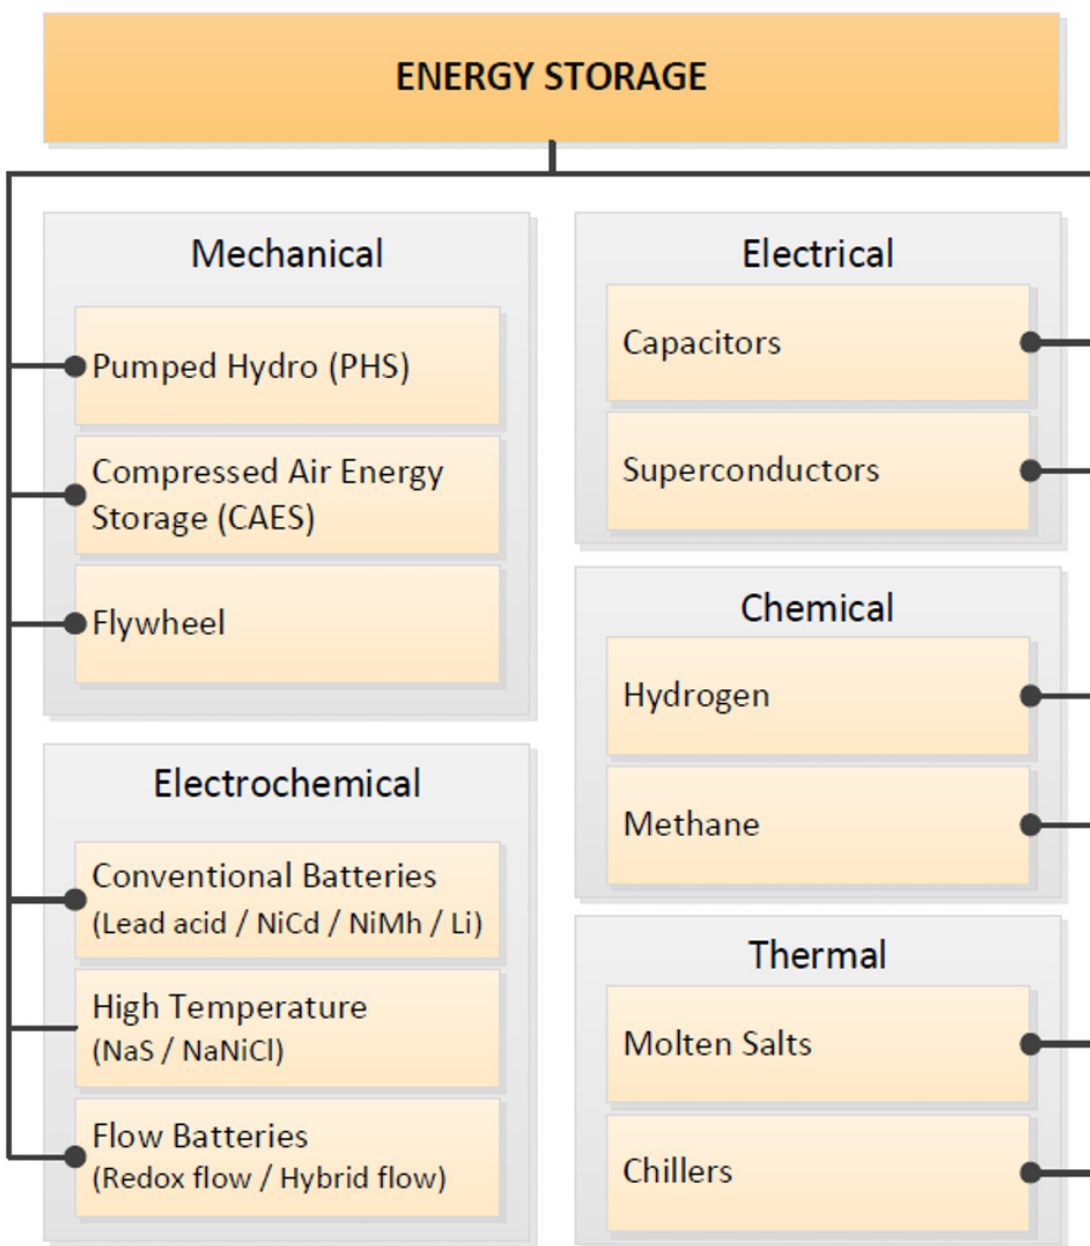 ENERGY STORAGE
Mechanical
Pumped Hydro (PHS)
Compressed Air Energy
Storage (CAES)
Flywheel
Electrochemical
Conventional Batteries
(Lead acid / NiCd / NiMh / Li)
High Temperature
(NaS / NaNiCl)
Flow Batteries
(Redox flow / Hybrid flow)
Electrical
Capacitors
Superconductors
Chemical
Hydrogen
Methane
Thermal
Molten Salts
Chillers